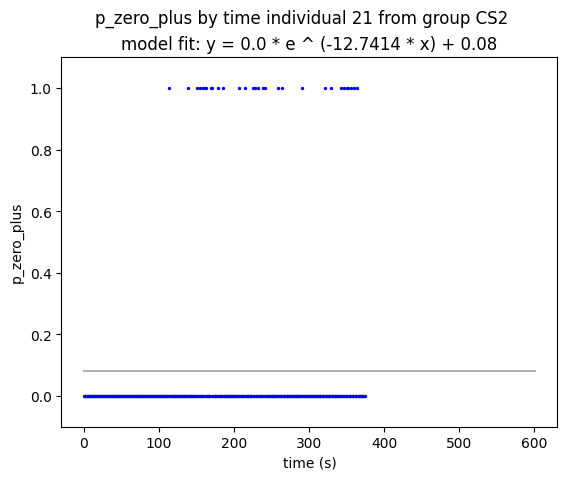 p_zero_plus by time individual 21 from group CS2
model fit: y = 0.0 * e ^ (-12.7414 * x) + 0.08
1.0
0.8
0.6
0.4
0.2
0.0
p_zero_plus
0 100 200 300 400 500 600
time (s)